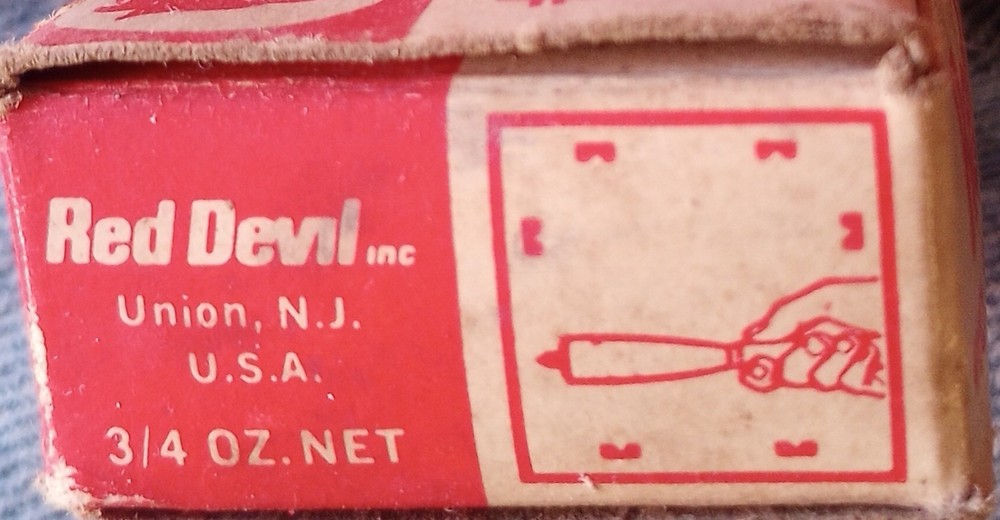 Red Devil inc
Union, N.J.
U.S.A.
3/4 OZ. NET